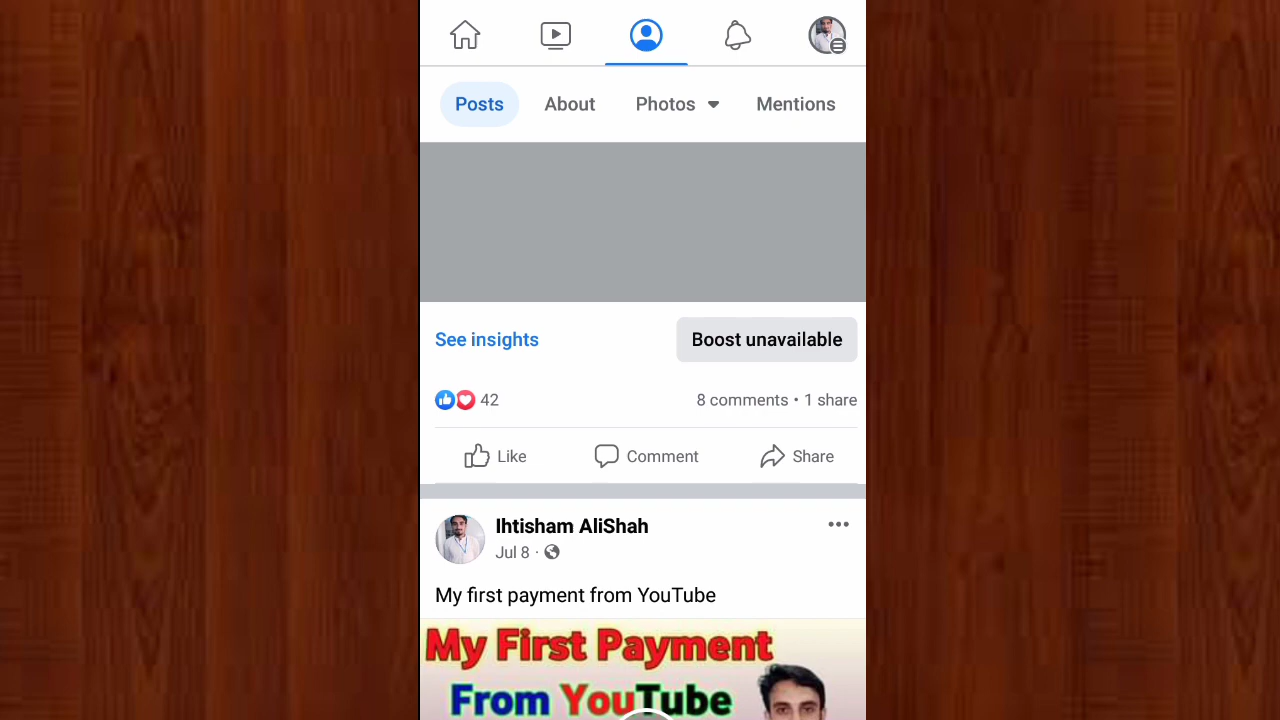 Posts About Photos Mentions
See insights Boost unavailable
42 8 comments • 1 share
Like Comment Share
Ihtisham AliShah
Jul 8 ·
My first payment from YouTube
My First Payment
From YouTube